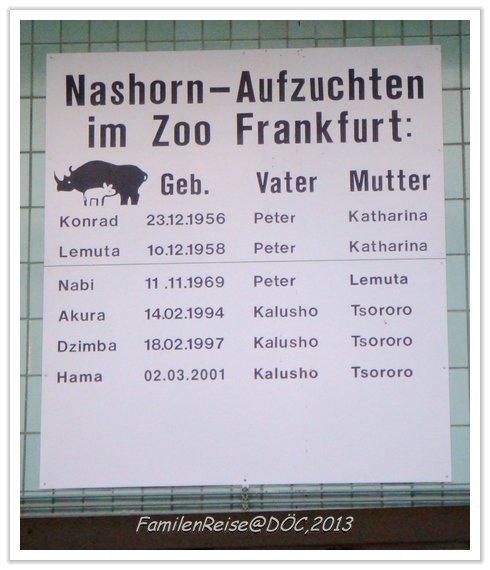 Nashorn–Aufzuchten
im Zoo Frankfurt:
Geb. Vater Mutter
Konrad 23.12.1956 Peter Katharina
Lemuta 10.12.1958 Peter Katharina
Nabi 11.11.1969 Peter Lemuta
Akura 14.02.1994 Kalusho Tsororo
Dzimba 18.02.1997 Kalusho Tsororo
Hama 02.03.2001 Kalusho Tsororo
FamilenReise@DÖC,2013